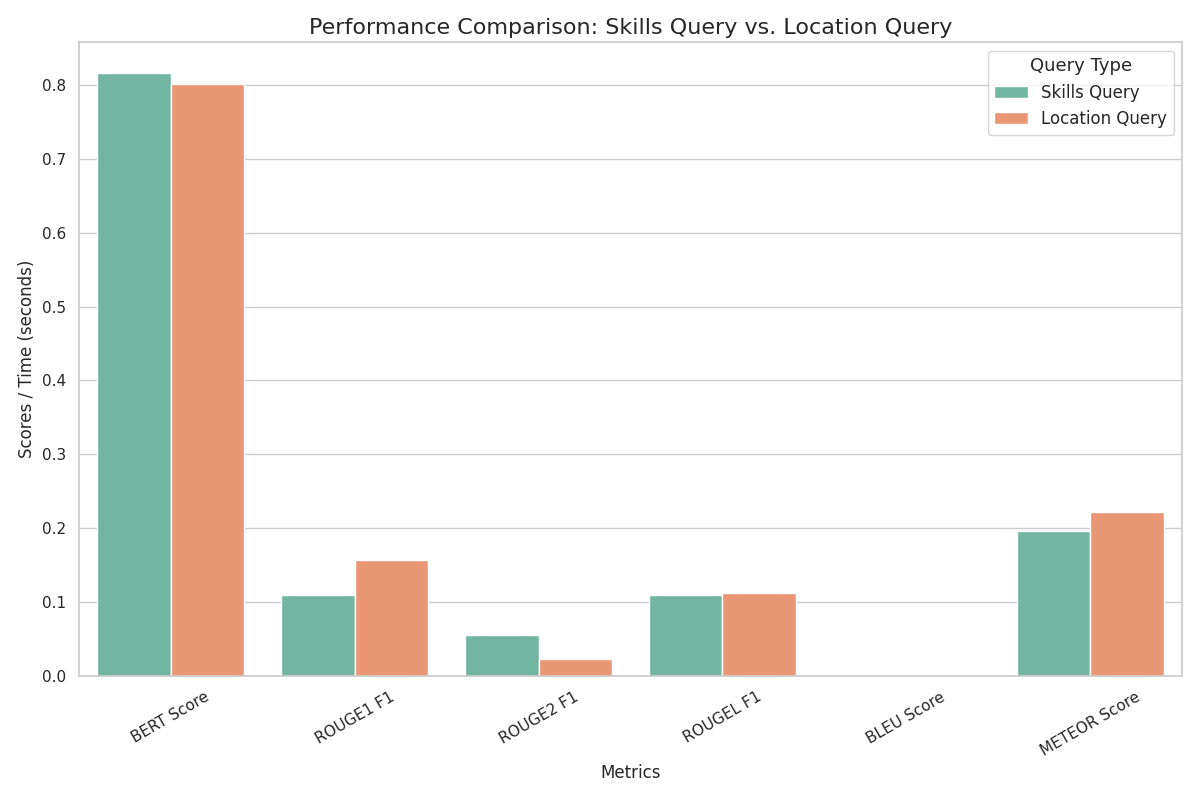 Performance Comparison: Skills Query vs. Location Query
Query Type
Skills Query
Location Query
Scores / Time (seconds)
0.8
0.7
0.6
0.5
0.4
0.3
0.2
0.1
0.0
BERT Score
ROUGE1 F1
ROUGE2 F1
ROUGEL F1
BLEU Score
METEOR Score
Metrics